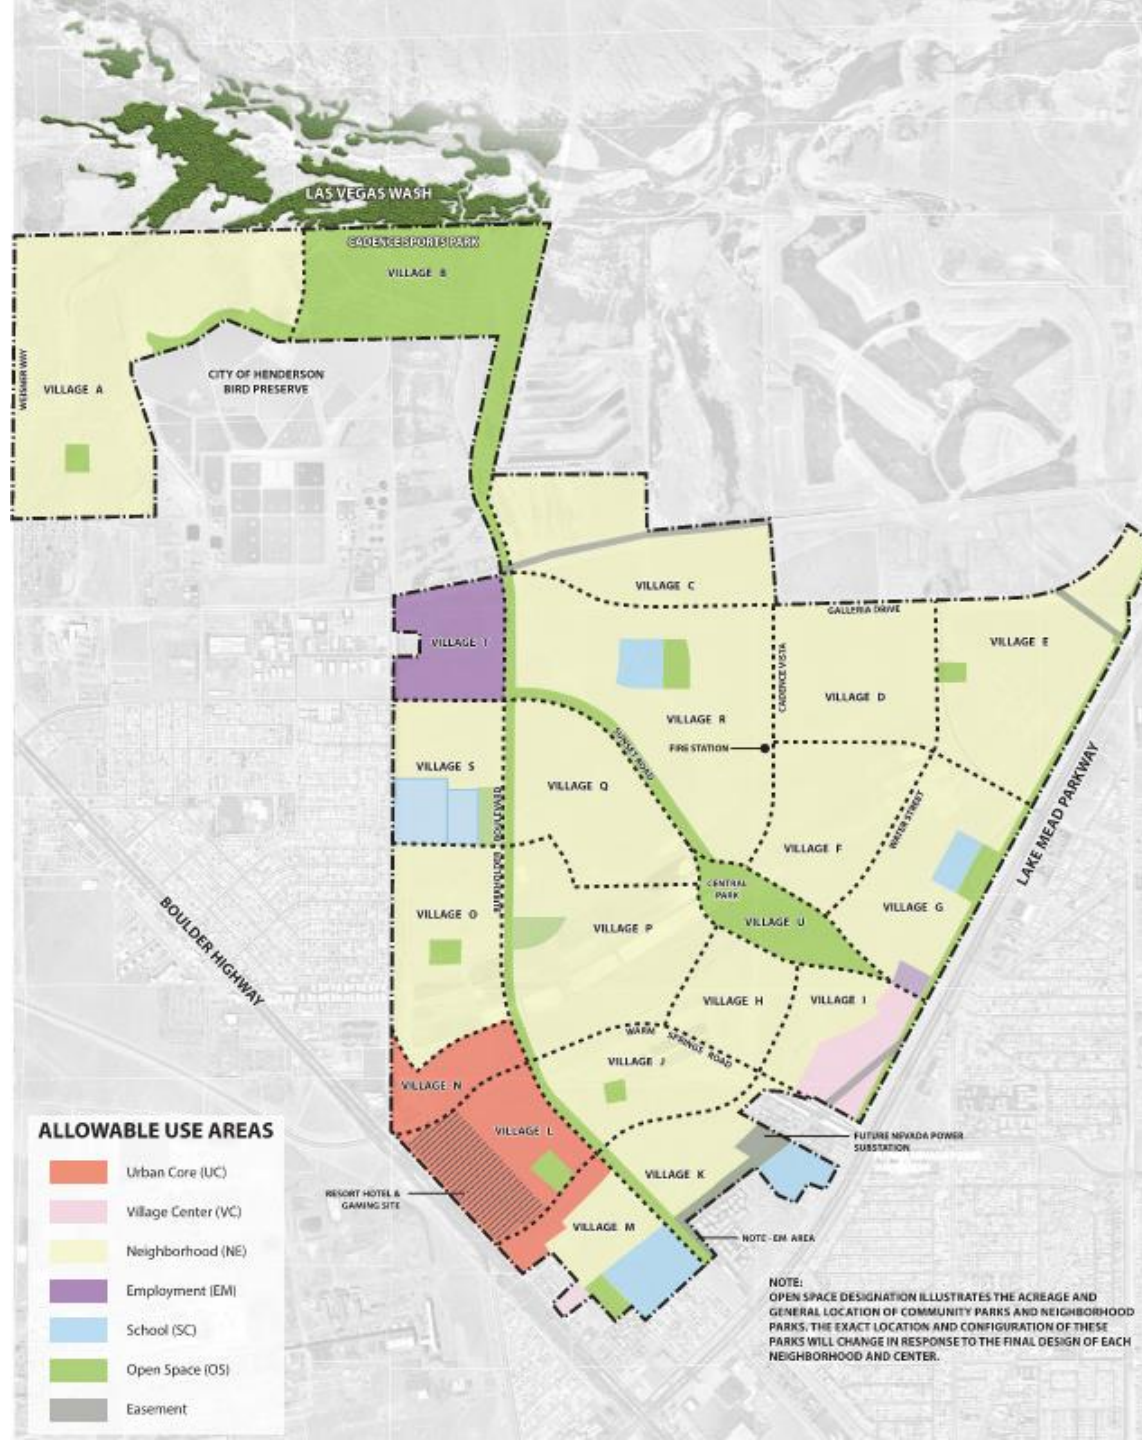 LAS VEGAS WASH
CADENCE SPORTS PARK
VILLAGE B
WEISNER WAY
VILLAGE A
CITY OF HENDERSON
BIRD PRESERVE
VILLAGE C
GALLERIA DRIVE
VILLAGE T
VILLAGE E
CADENCE VISTA
VILLAGE D
VILLAGE R
SUNSET ROAD
FIRE STATION
VILLAGE S
VILLAGE Q
LAKE MEAD PARKWAY
WATER STREET
VILLAGE F
CENTRAL
PARK
VILLAGE U
VILLAGE G
VILLAGE O
VILLAGE P
BOULDER HIGHWAY
VILLAGE H
VILLAGE I
WARM SPRINGS ROAD
VILLAGE J
VILLAGE N
VILLAGE L
FUTURE NEVADA POWER
SUBSTATION
VILLAGE K
RESORT HOTEL &
GAMING SITE
VILLAGE M
NOTE - EM AREA
ALLOWABLE USE AREAS
Urban Core (UC)
Village Center (VC)
Neighborhood (NE)
Employment (EM)
School (SC)
Open Space (OS)
Easement
NOTE:
OPEN SPACE DESIGNATION ILLUSTRATES THE ACREAGE AND
GENERAL LOCATION OF COMMUNITY PARKS AND NEIGHBORHOOD
PARKS. THE EXACT LOCATION AND CONFIGURATION OF THESE
PARKS WILL CHANGE IN RESPONSE TO THE FINAL DESIGN OF EACH
NEIGHBORHOOD AND CENTER.